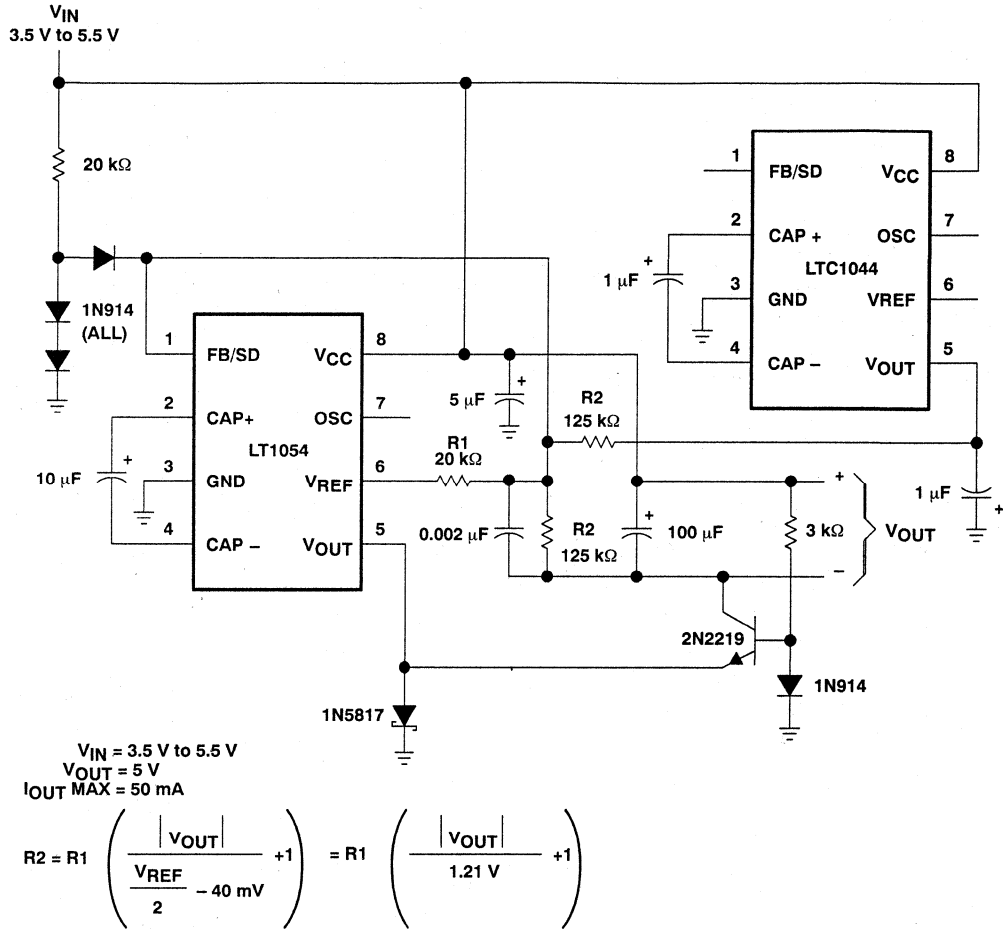 VIN
3.5 V to 5.5 V
20 kΩ
1N914
(ALL)
1 FB/SD VCC 8
2 CAP + OSC 7
LTC1044
3 GND VREF 6
4 CAP – VOUT 5
1 µF
+
1 FB/SD VCC 8
2 CAP+ OSC 7
LT1054
3 GND VREF 6
4 CAP – VOUT 5
10 µF
+
5 µF
+
R2
125 kΩ
R1
20 kΩ
0.002 µF
R2
125 kΩ
+
100 µF
3 kΩ
+
VOUT
–
1 µF
+
2N2219
1N914
1N5817
VIN = 3.5 V to 5.5 V
VOUT = 5 V
IOUT MAX = 50 mA
R2 = R1 ( |VOUT| / ( VREF / 2 – 40 mV ) +1 ) = R1 ( |VOUT| / 1.21 V +1 )